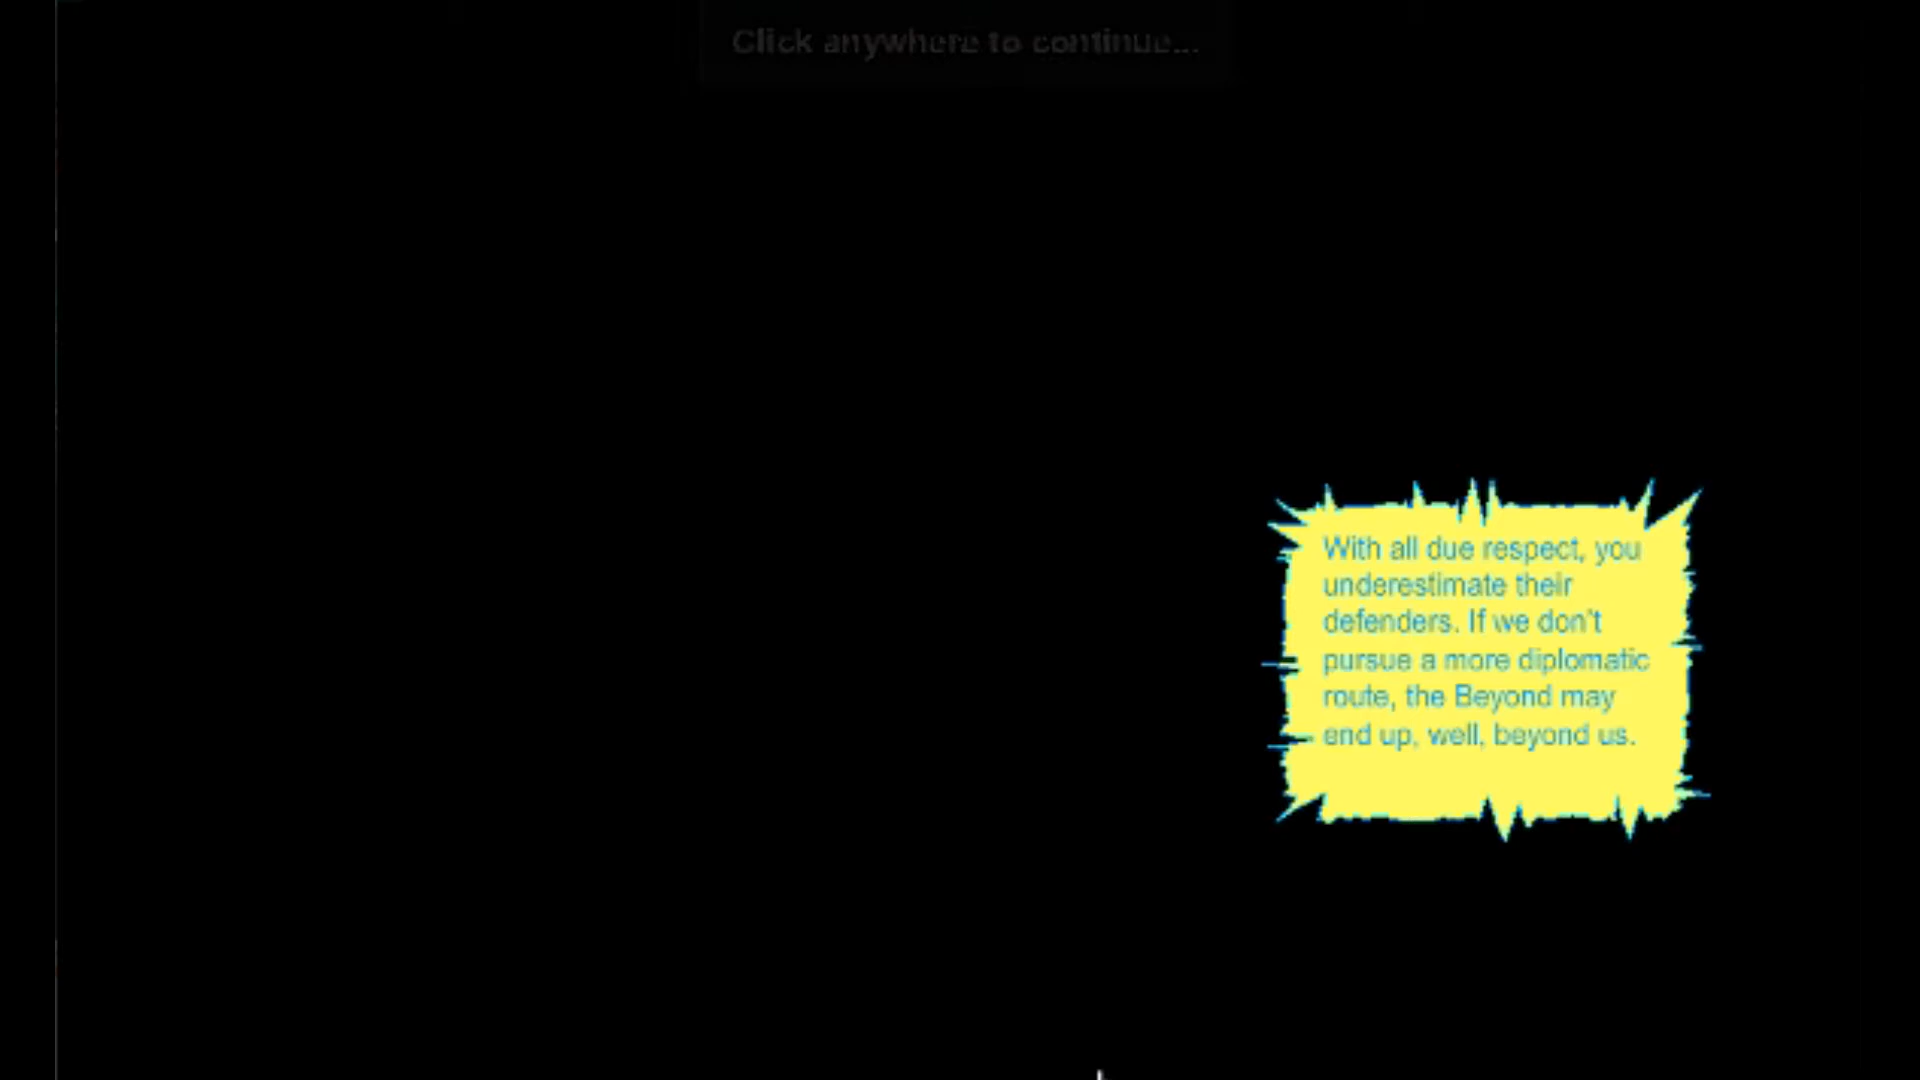 Click anywhere to continue...
With all due respect, you
underestimate their
defenders. If we don't
pursue a more diplomatic
route, the Beyond may
end up, well, beyond us.